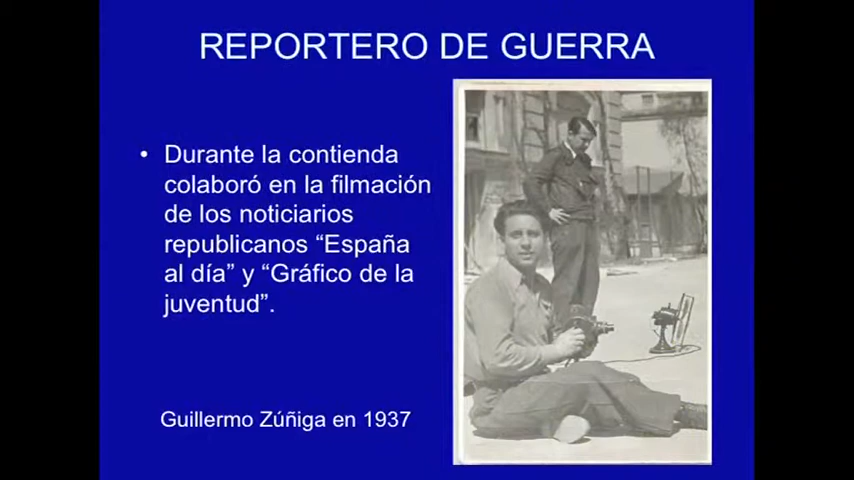 REPORTERO DE GUERRA
• Durante la contienda
colaboró en la filmación
de los noticiarios
republicanos “España
al día” y “Gráfico de la
juventud”.
Guillermo Zúñiga en 1937